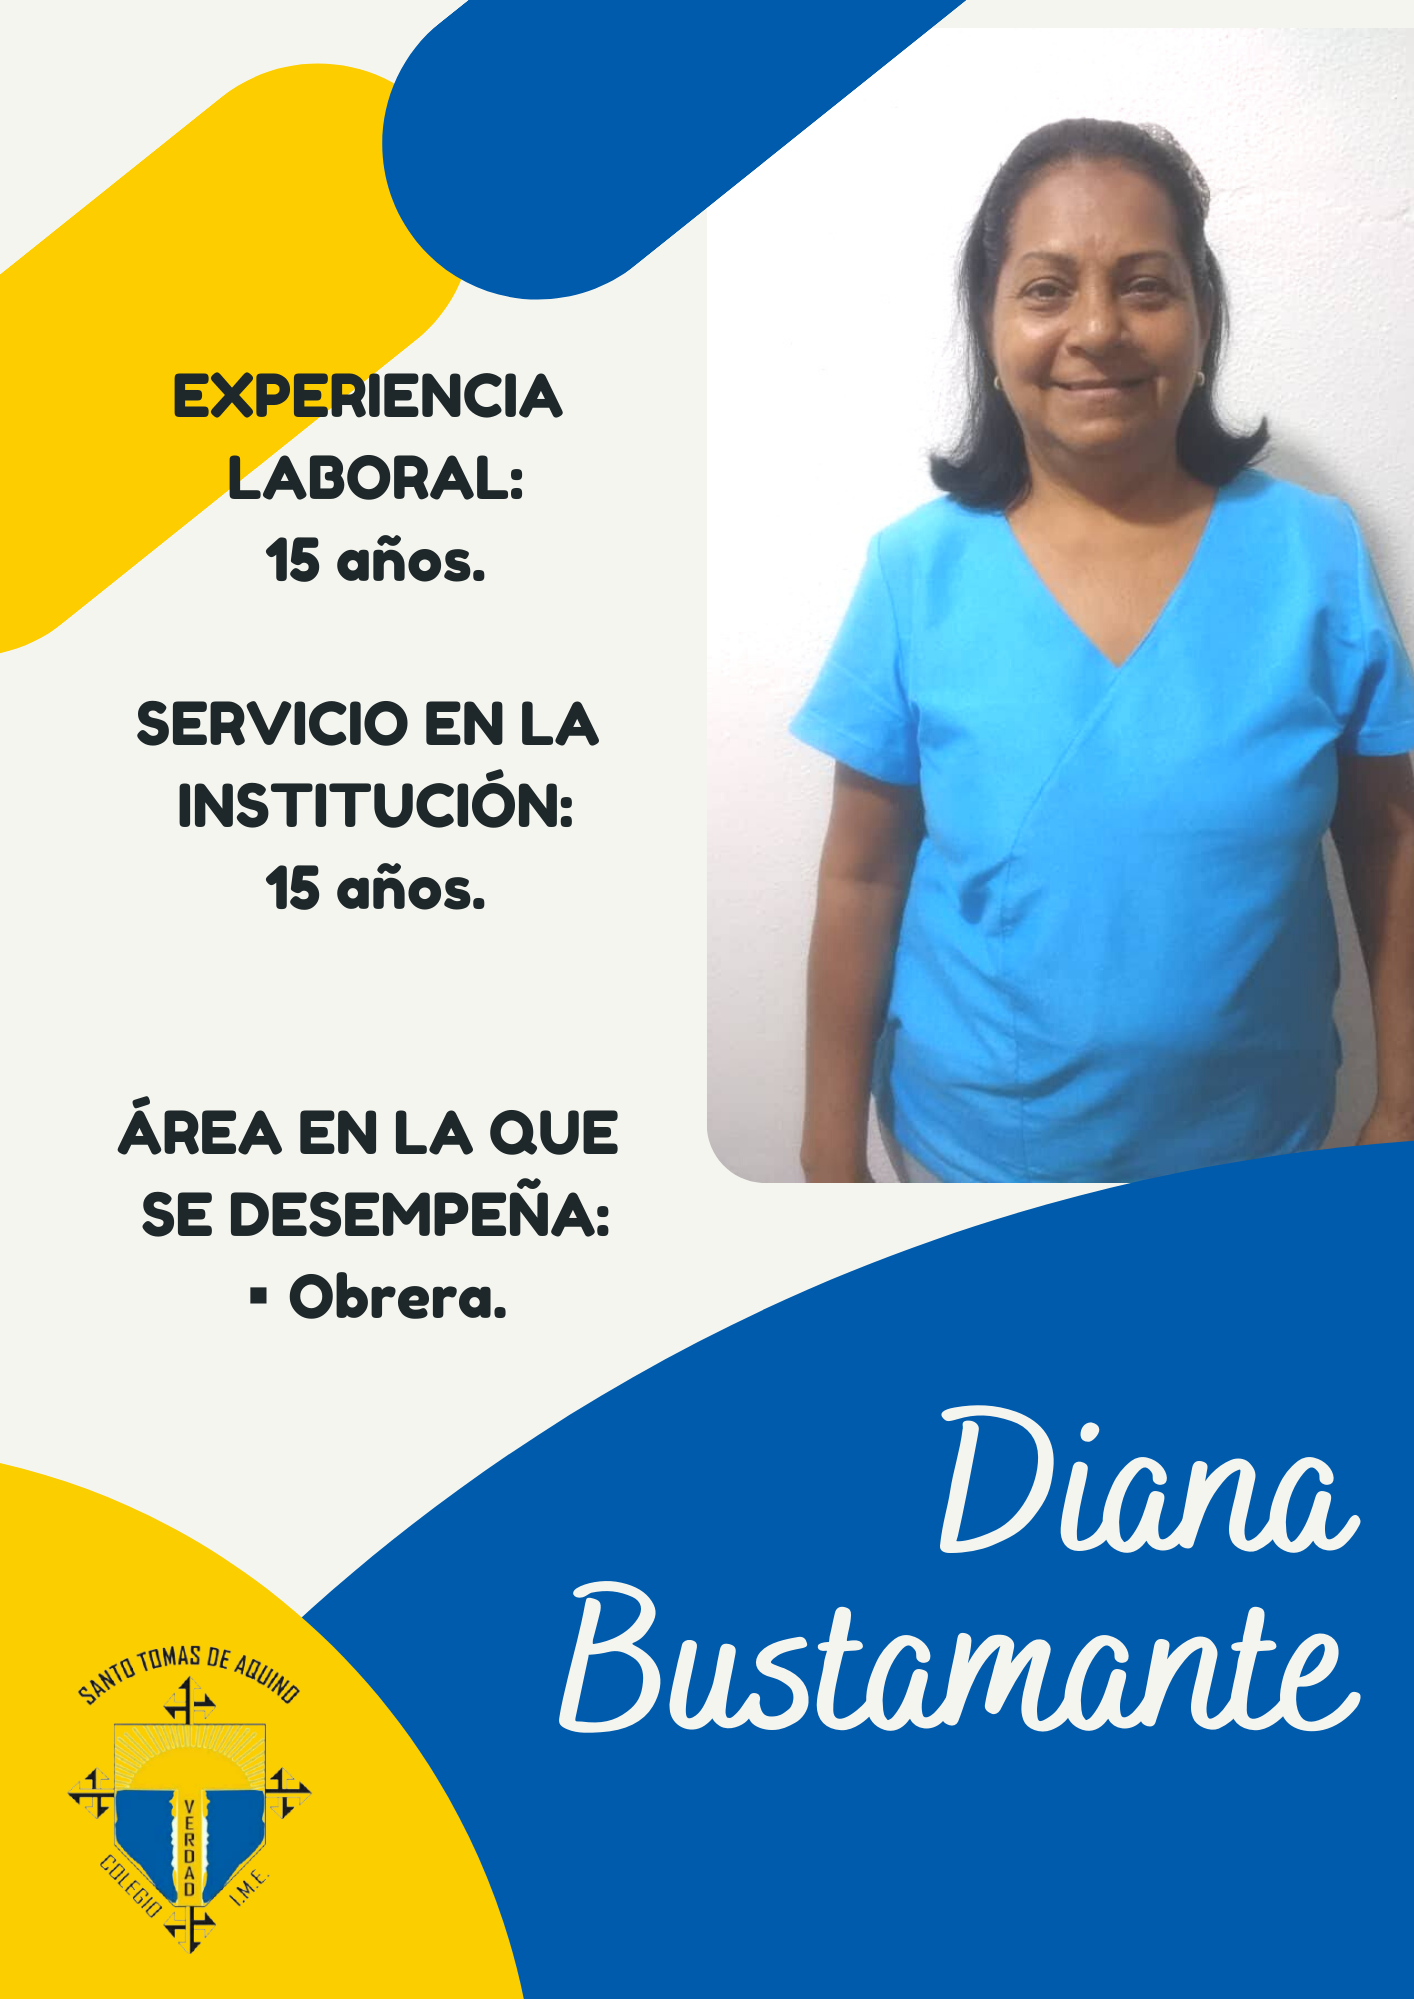 EXPERIENCIA
LABORAL:
15 años.
SERVICIO EN LA
INSTITUCIÓN:
15 años.
ÁREA EN LA QUE
SE DESEMPEÑA:
▪ Obrera.
Diana
Bustamante
SANTO TOMAS DE AQUINO
VERDAD
COLEGIO
I.M.E.